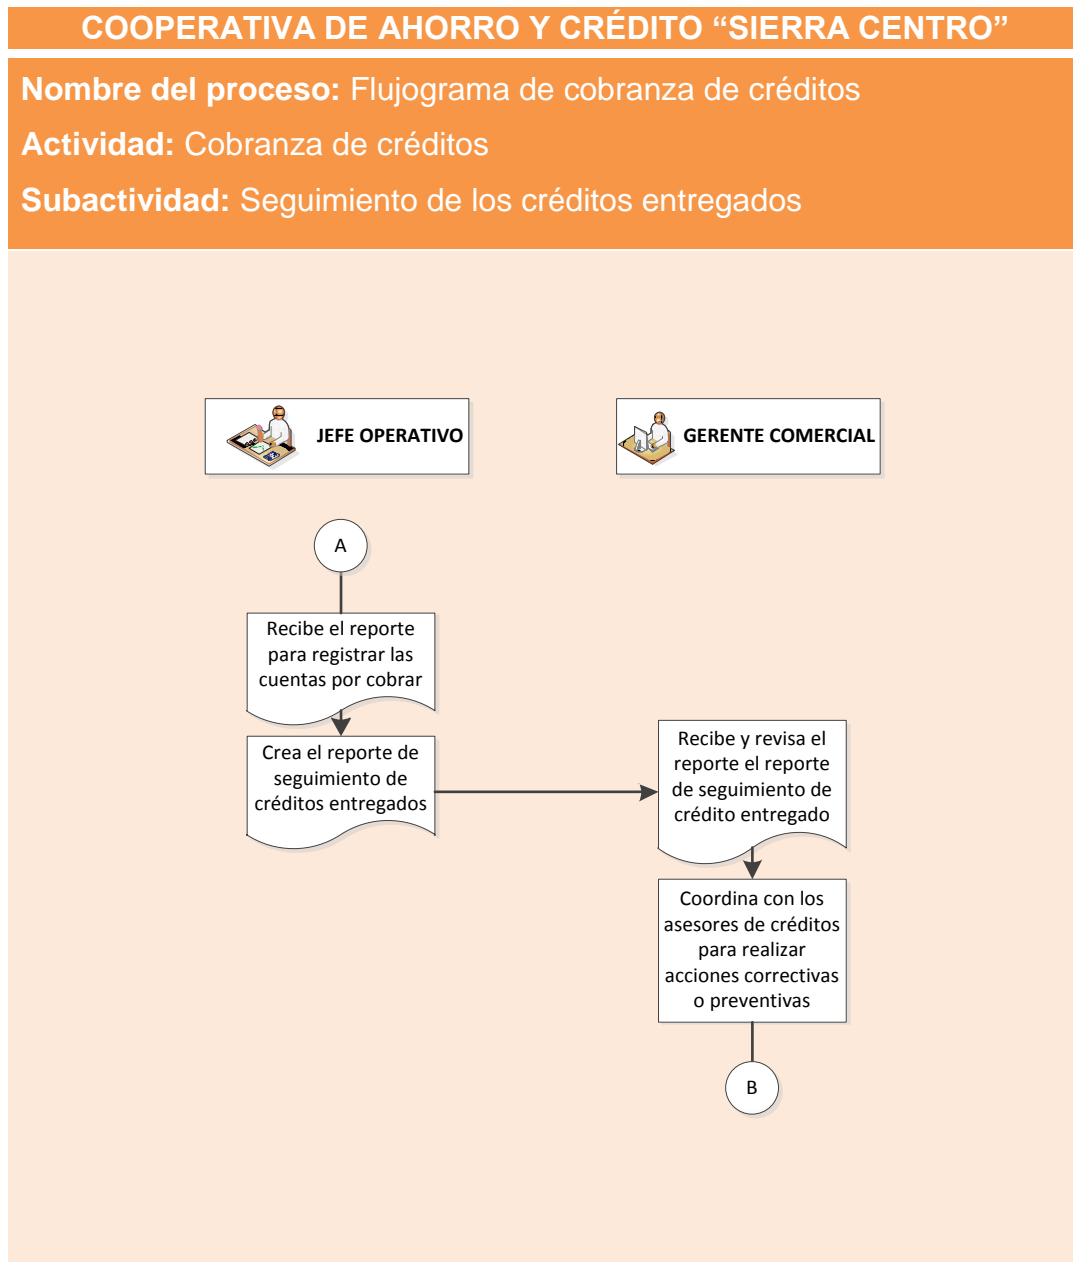 COOPERATIVA DE AHORRO Y CRÉDITO “SIERRA CENTRO”
Nombre del proceso: Flujograma de cobranza de créditos
Actividad: Cobranza de créditos
Subactividad: Seguimiento de los créditos entregados
JEFE OPERATIVO
GERENTE COMERCIAL
A
Recibe el reporte
para registrar las
cuentas por cobrar
Crea el reporte de
seguimiento de
créditos entregados
Recibe y revisa el
reporte el reporte
de seguimiento de
crédito entregado
Coordina con los
asesores de créditos
para realizar
acciones correctivas
o preventivas
B